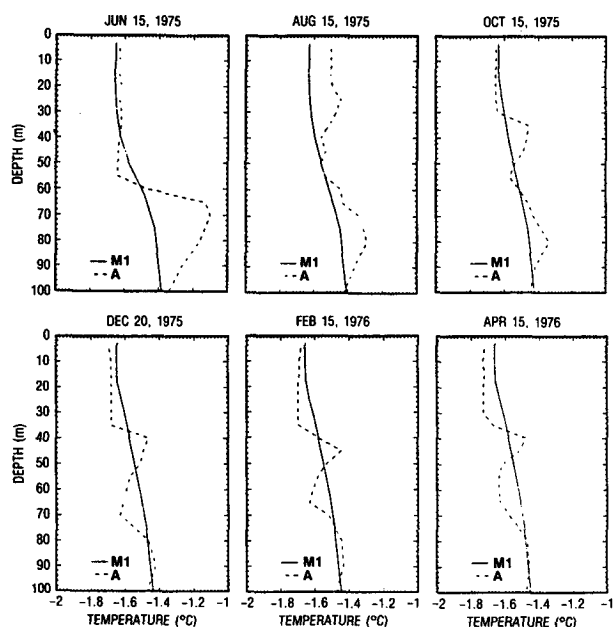 JUN 15, 1975
AUG 15, 1975
OCT 15, 1975
DEPTH (m)
0
10
20
30
40
50
60
70
80
90
100
M1
A
M1
A
M1
A
DEC 20, 1975
FEB 15, 1976
APR 15, 1976
DEPTH (m)
0
10
20
30
40
50
60
70
80
90
100
M1
A
M1
A
M1
A
-2 -1.8 -1.6 -1.4 -1.2 -1
-2 -1.8 -1.6 -1.4 -1.2 -1
-2 -1.8 -1.6 -1.4 -1.2 -1
TEMPERATURE (°C)
TEMPERATURE (°C)
TEMPERATURE (°C)